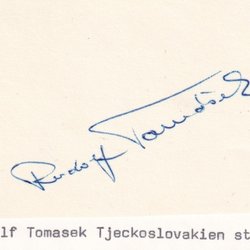 Rudolf Tomášek
lf Tomasek Tjeckoslovakien st